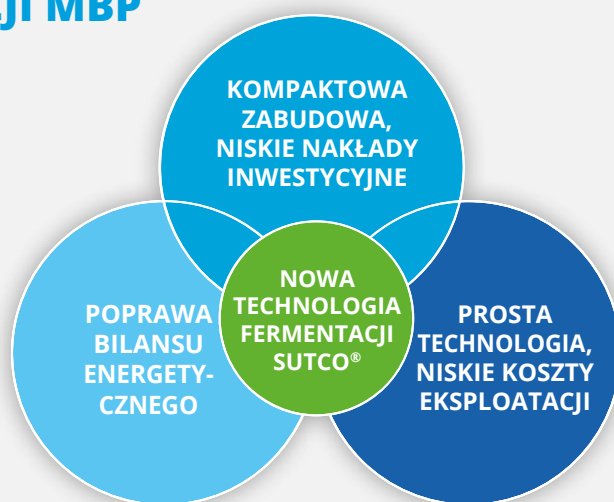 MBP
KOMPAKTOWA
ZABUDOWA,
NISKIE NAKŁADY
INWESTYCYJNE
NOWA
TECHNOLOGIA
FERMENTACJI
SUTCO®
POPRAWA
BILANSU
ENERGETY-
CZNEGO
PROSTA
TECHNOLOGIA,
NISKIE KOSZTY
EKSPLOATACJI